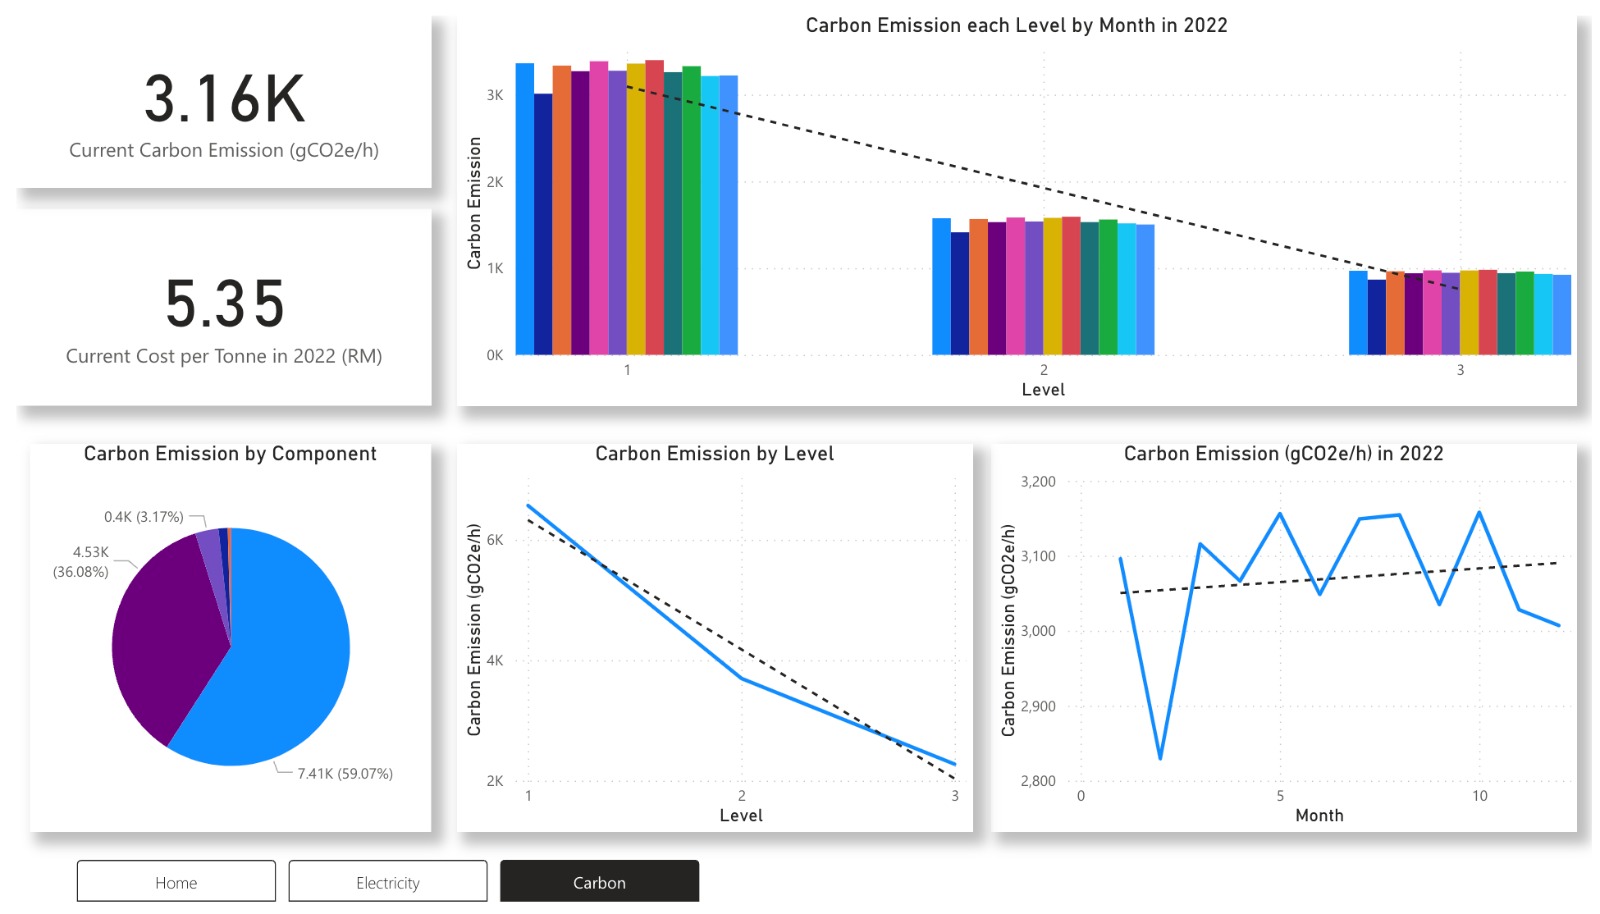 3.16K
Current Carbon Emission (gCO2e/h)
5.35
Current Cost per Tonne in 2022 (RM)
Carbon Emission each Level by Month in 2022
Carbon Emission
3K
2K
1K
0K
1
2
3
Level
Carbon Emission by Component
0.4K (3.17%)
4.53K
(36.08%)
7.41K (59.07%)
Carbon Emission by Level
Carbon Emission (gCO2e/h)
6K
4K
2K
1
2
3
Level
Carbon Emission (gCO2e/h) in 2022
Carbon Emission (gCO2e/h)
3,200
3,100
3,000
2,900
2,800
0
5
10
Month
Home
Electricity
Carbon